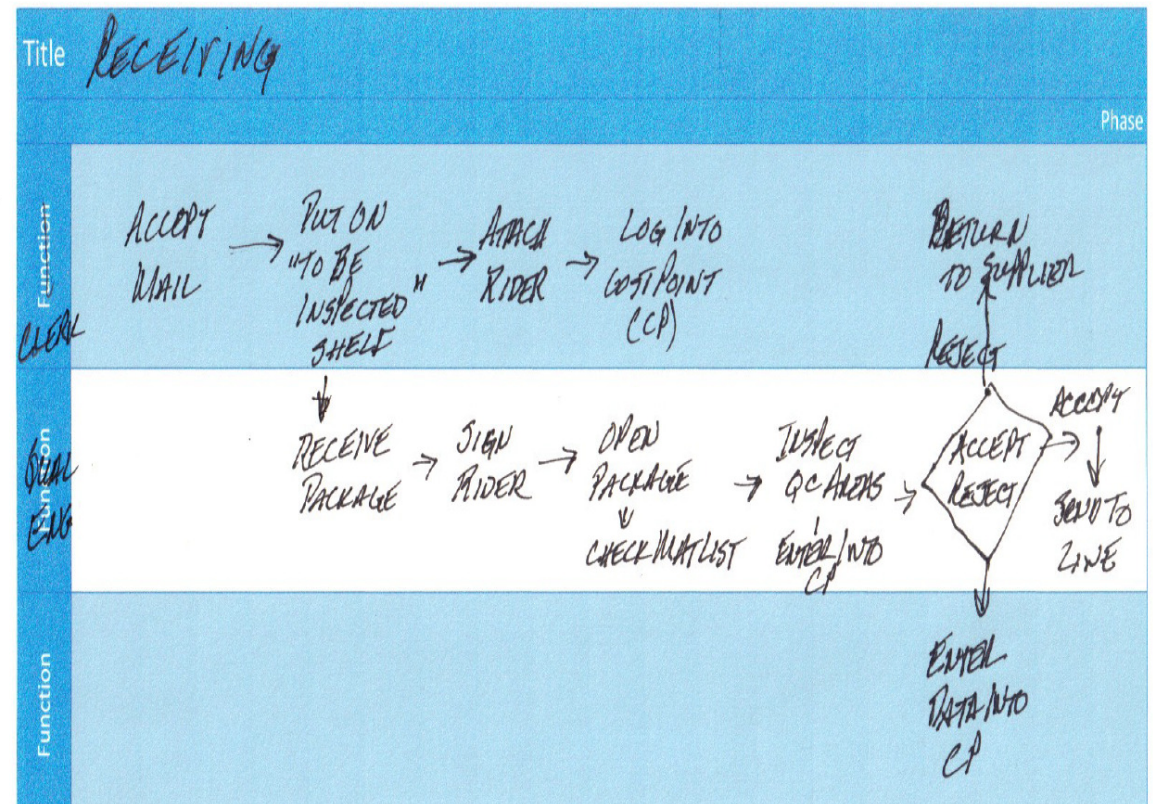 Title RECEIVING
Phase
Function
CLERK
ACCEPT
MAIL
PUT ON
"TO BE
INSPECTED"
SHELF
ATTACH
RIDER
LOG INTO
COSTPOINT
(CP)
RETURN
TO SUPPLIER
REJECT
Function
QUAL
ENG
RECEIVE
PACKAGE
SIGN
RIDER
OPEN
PACKAGE
CHECK MATLIST
INSPECT
QC AREAS
ENTER INTO
CP
ACCEPT
REJECT
ACCEPT
SEND TO
LINE
Function
ENTER
DATA INTO
CP